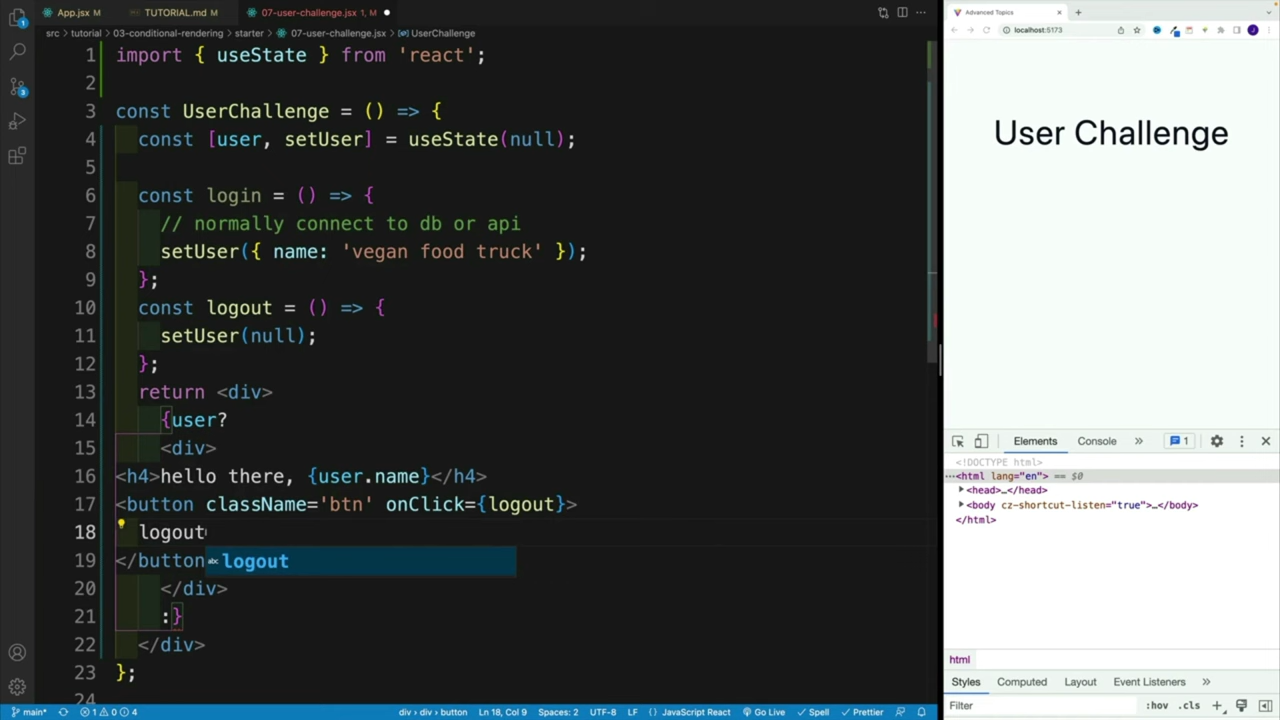 App.jsx M
TUTORIAL.md M
07-user-challenge.jsx 1, M
src > tutorial > 03-conditional-rendering > starter > 07-user-challenge.jsx > UserChallenge
1 import { useState } from 'react';
2
3 const UserChallenge = () => {
4 const [user, setUser] = useState(null);
5
6 const login = () => {
7 // normally connect to db or api
8 setUser({ name: 'vegan food truck' });
9 };
10 const logout = () => {
11 setUser(null);
12 };
13 return <div>
14 {user?
15 <div>
16 <h4>hello there, {user.name}</h4>
17 <button className='btn' onClick={logout}>
18 logout
19 </button
abc logout
20 </div>
21 :}
22 </div>
23 };
24
3
main*
1 0 4
div > div > button
Ln 18, Col 9
Spaces: 2
UTF-8
LF
JavaScript React
Go Live
Spell
Prettier
Advanced Topics
localhost:5173
J
User Challenge
Elements
Console
1
<!DOCTYPE html>
<html lang="en"> == $0
<head>…</head>
<body cz-shortcut-listen="true">…</body>
</html>
html
Styles
Computed
Layout
Event Listeners
Filter
:hov
.cls